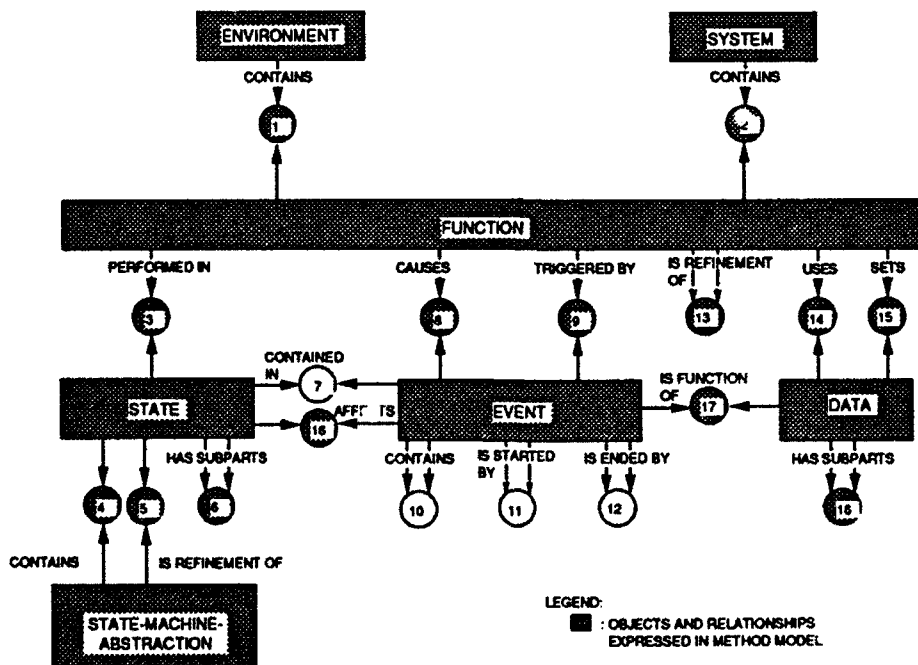 ENVIRONMENT
SYSTEM
CONTAINS
CONTAINS
1
2
FUNCTION
PERFORMED IN
CAUSES
TRIGGERED BY
IS REFINEMENT
OF
USES
SETS
3
8
9
13
14
15
CONTAINED
IN
7
IS FUNCTION
OF
STATE
AFFECTS
16
EVENT
17
DATA
HAS SUBPARTS
CONTAINS
IS STARTED
BY
IS ENDED BY
HAS SUBPARTS
4
5
6
10
11
12
16
CONTAINS
IS REFINEMENT OF
STATE-MACHINE-
ABSTRACTION
LEGEND:
: OBJECTS AND RELATIONSHIPS
EXPRESSED IN METHOD MODEL